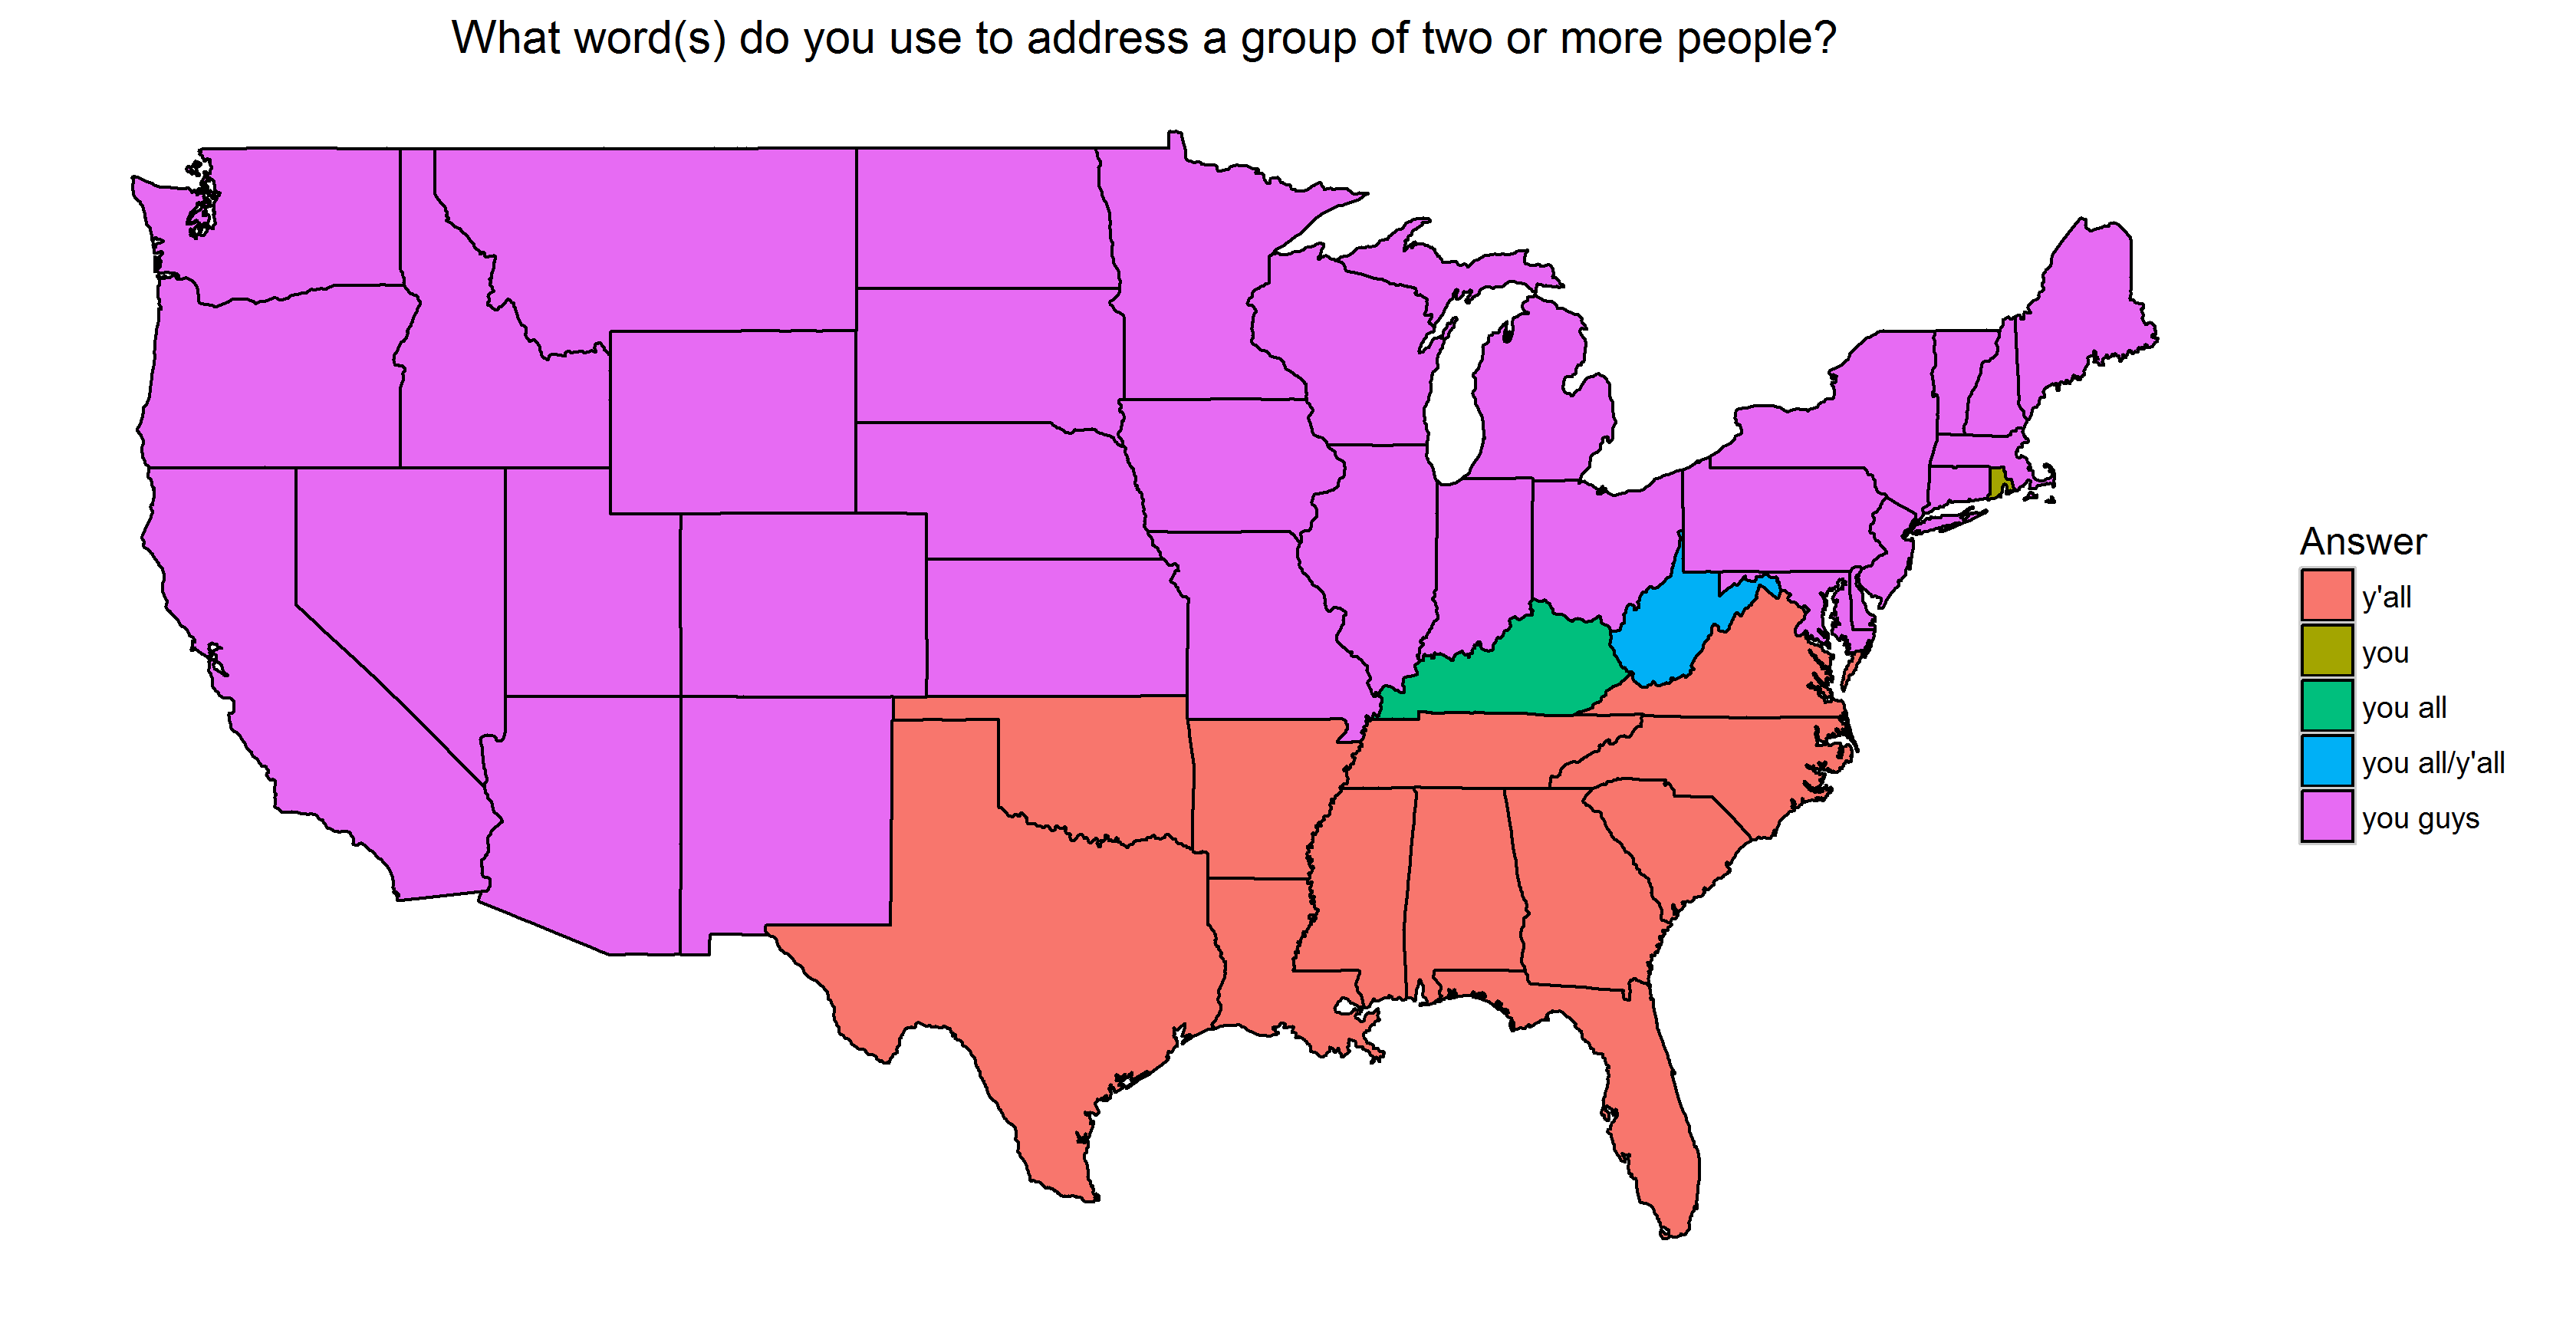 What word(s) do you use to address a group of two or more people?
Answer
y'all
you
you all
you all/y'all
you guys